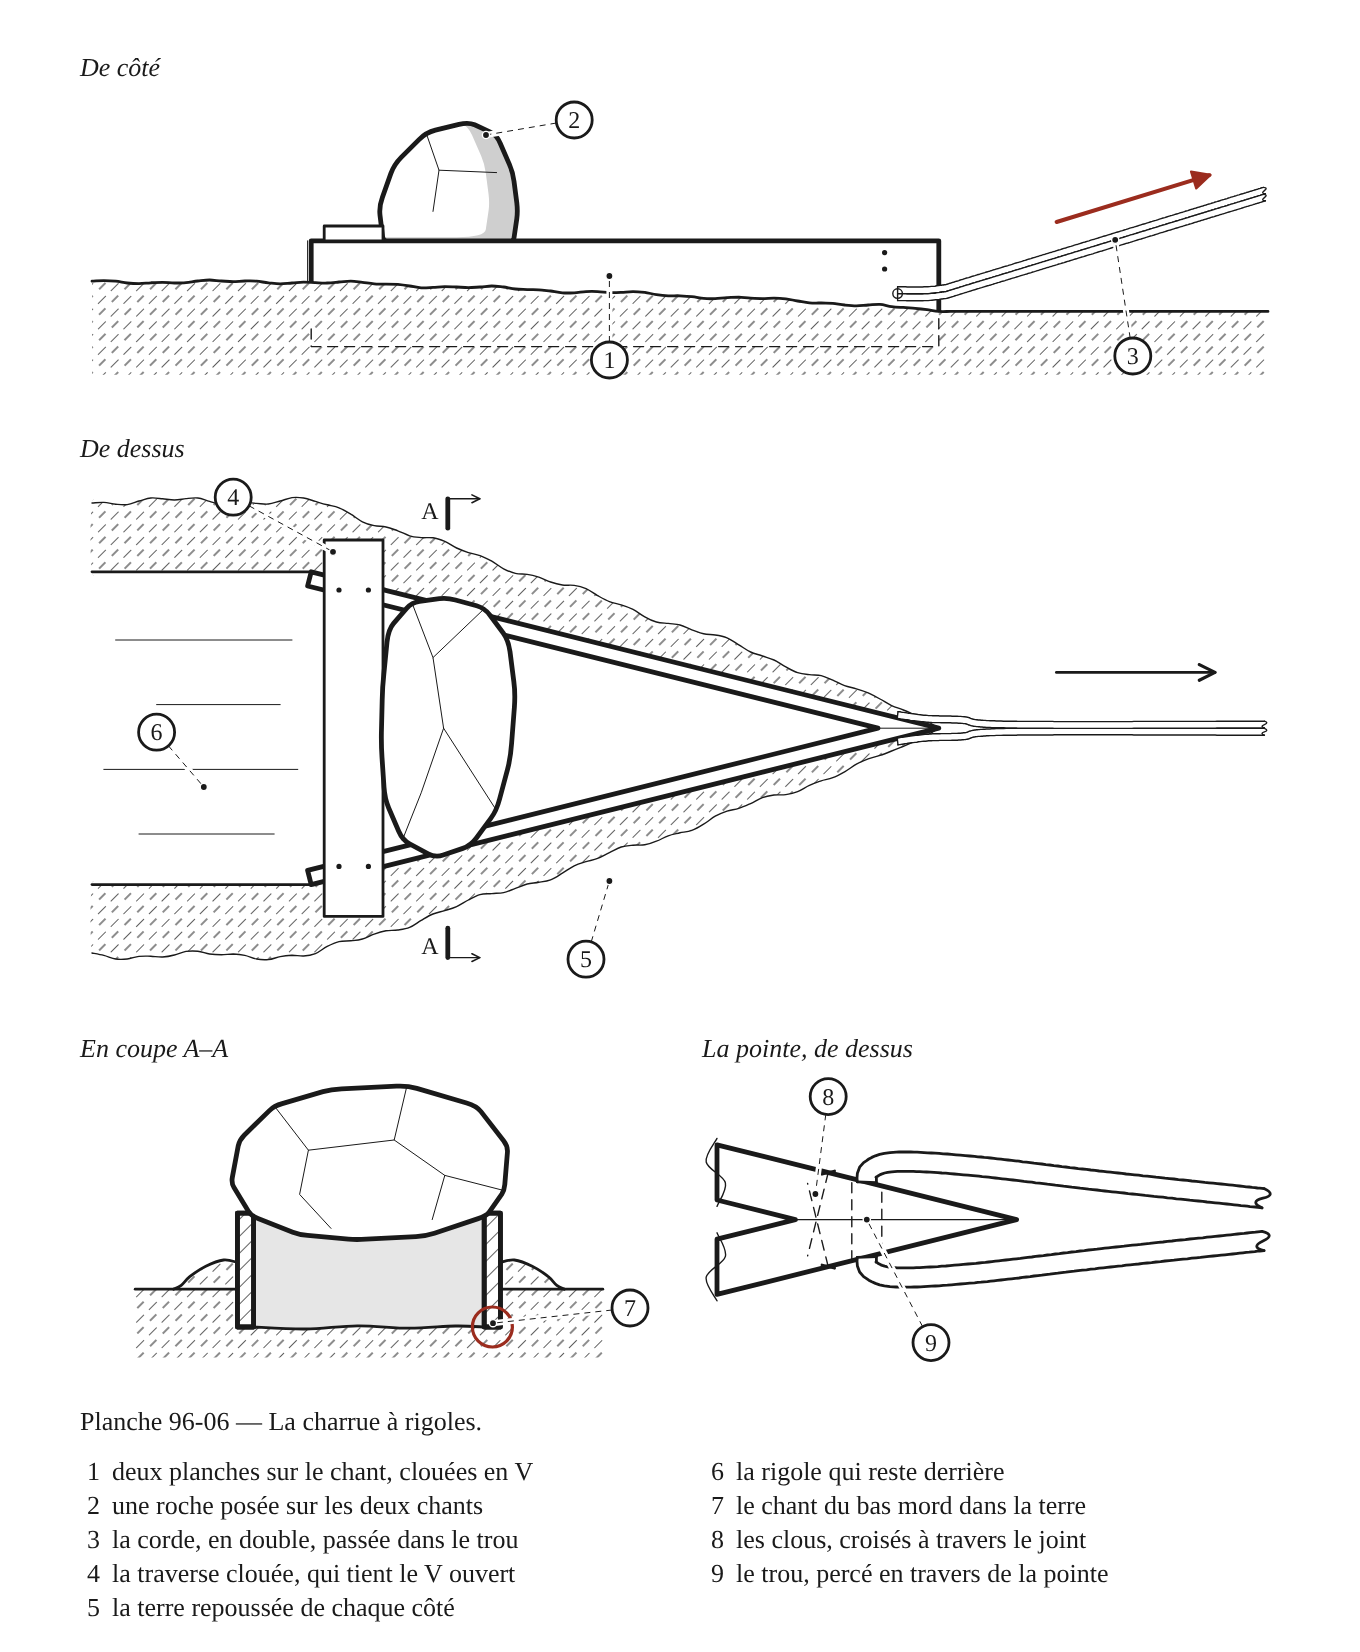 De côté
2
1
3
De dessus
4
A
6
A
5
En coupe A–A
La pointe, de dessus
8
7
9
Planche 96-06 — La charrue à rigoles.
1 deux planches sur le chant, clouées en V
2 une roche posée sur les deux chants
3 la corde, en double, passée dans le trou
4 la traverse clouée, qui tient le V ouvert
5 la terre repoussée de chaque côté
6 la rigole qui reste derrière
7 le chant du bas mord dans la terre
8 les clous, croisés à travers le joint
9 le trou, percé en travers de la pointe